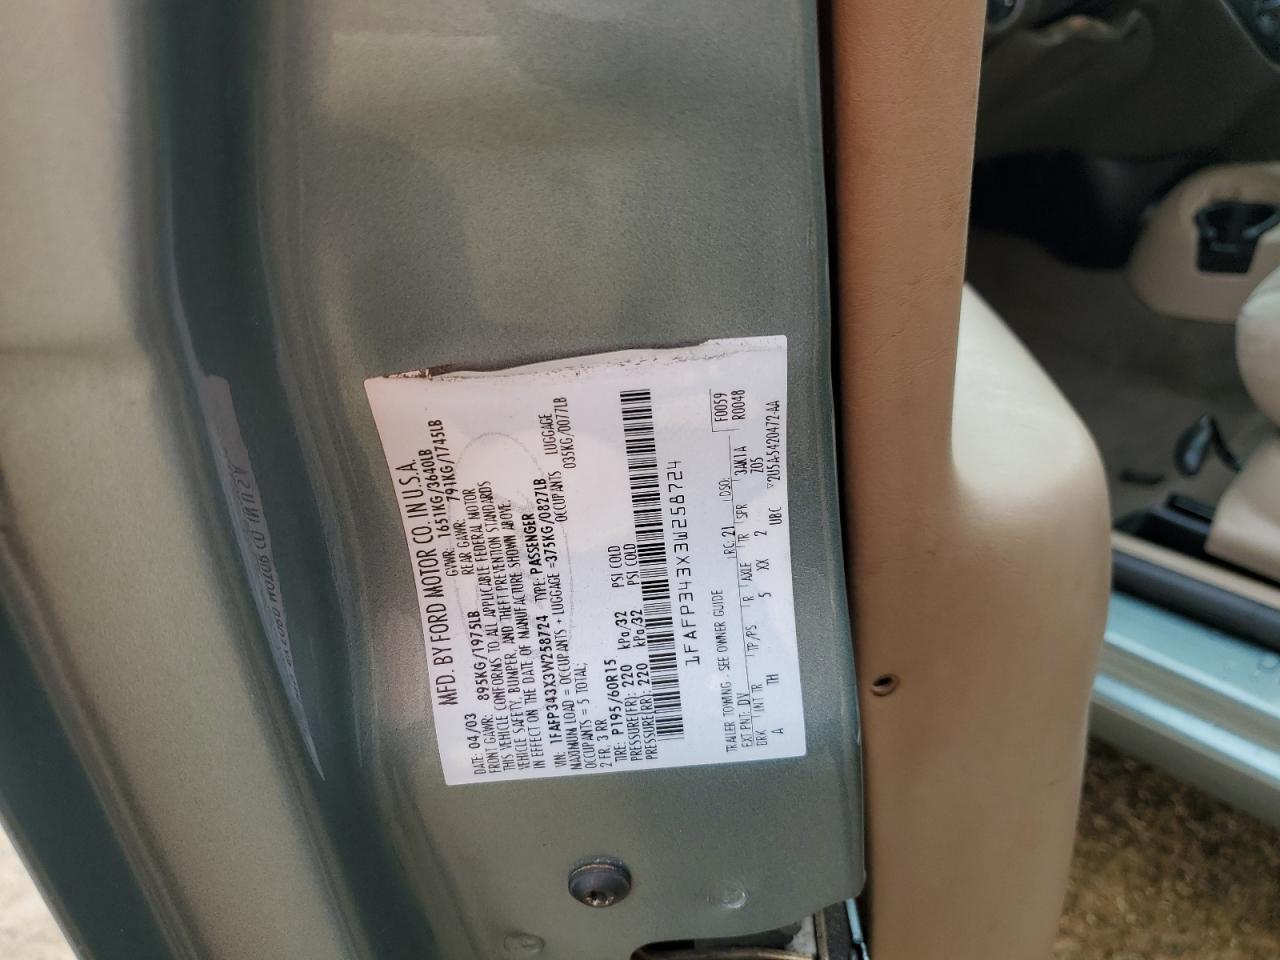 MFD. BY FORD MOTOR CO. IN U.S.A.
DATE: 04/03 GVWR: 1651KG/3640LB
FRONT GAWR: 895KG/1975LB REAR GAWR: 791KG/1745LB
THIS VEHICLE CONFORMS TO ALL APPLICABLE FEDERAL MOTOR
VEHICLE SAFETY, BUMPER, AND THEFT PREVENTION STANDARDS
IN EFFECT ON THE DATE OF MANUFACTURE SHOWN ABOVE.
VIN: 1FAFP343X3W258724 TYPE: PASSENGER
MAXIMUM LOAD = OCCUPANTS + LUGGAGE =375KG/0827LB
OCCUPANTS = 5 TOTAL; OCCUPANTS LUGGAGE
2 FR, 3 RR 035KG/0077LB
TIRE: P195/60R15
PRESSURE(FR): 220 kPa/32 PSI COLD
PRESSURE(RR): 220 kPa/32 PSI COLD
1FAFP343X3W258724
F0059
R0048
TRAILER TOWING - SEE OWNER GUIDE
EXT PNT: DV RC: 21 DSO:
BRK INT TR TP/PS R AXLE TR SPR 3AK1A
A TH 5 XX 2 Z05
UBC 2U5A-5420472-AA